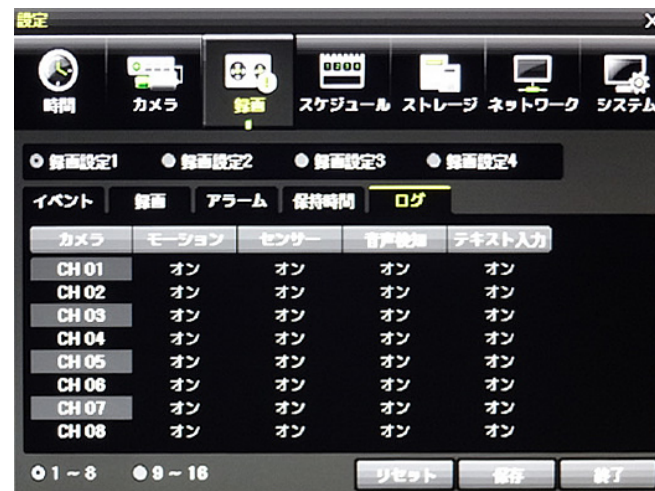 設定 X
時間 カメラ 録画 スケジュール ストレージ ネットワーク システム
録画設定1 録画設定2 録画設定3 録画設定4
イベント 録画 アラーム 保持時間 ログ
カメラ モーション センサー 音声検知 テキスト入力
CH 01 オン オン オン オン
CH 02 オン オン オン オン
CH 03 オン オン オン オン
CH 04 オン オン オン オン
CH 05 オン オン オン オン
CH 06 オン オン オン オン
CH 07 オン オン オン オン
CH 08 オン オン オン オン
1 ~ 8 9 ~ 16 リセット 保存 終了